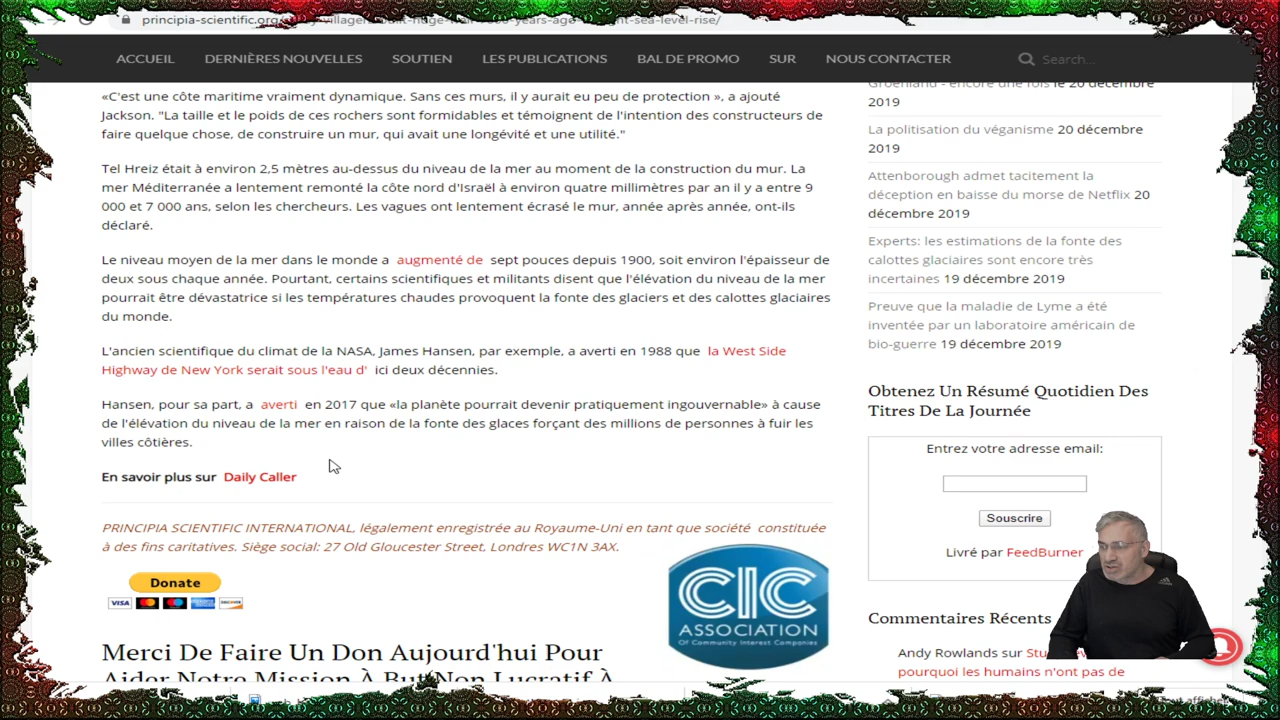 principia-scientific.org/
years-ago
sea-level-rise/
ACCUEIL
DERNIÈRES NOUVELLES
SOUTIEN
LES PUBLICATIONS
BAL DE PROMO
SUR
NOUS CONTACTER
Search...
«C'est une côte maritime vraiment dynamique. Sans ces murs, il y aurait eu peu de protection », a ajouté
Jackson. "La taille et le poids de ces rochers sont formidables et témoignent de l'intention des constructeurs de
faire quelque chose, de construire un mur, qui avait une longévité et une utilité."
Tel Hreiz était à environ 2,5 mètres au-dessus du niveau de la mer au moment de la construction du mur. La
mer Méditerranée a lentement remonté la côte nord d'Israël à environ quatre millimètres par an il y a entre 9
000 et 7 000 ans, selon les chercheurs. Les vagues ont lentement écrasé le mur, année après année, ont-ils
déclaré.
Le niveau moyen de la mer dans le monde a augmenté de sept pouces depuis 1900, soit environ l'épaisseur de
deux sous chaque année. Pourtant, certains scientifiques et militants disent que l'élévation du niveau de la mer
pourrait être dévastatrice si les températures chaudes provoquent la fonte des glaciers et des calottes glaciaires
du monde.
L'ancien scientifique du climat de la NASA, James Hansen, par exemple, a averti en 1988 que la West Side
Highway de New York serait sous l'eau d' ici deux décennies.
Hansen, pour sa part, a averti en 2017 que «la planète pourrait devenir pratiquement ingouvernable» à cause
de l'élévation du niveau de la mer en raison de la fonte des glaces forçant des millions de personnes à fuir les
villes côtières.
En savoir plus sur Daily Caller
PRINCIPIA SCIENTIFIC INTERNATIONAL, légalement enregistrée au Royaume-Uni en tant que société constituée
à des fins caritatives. Siège social: 27 Old Gloucester Street, Londres WC1N 3AX.
Donate
VISA
DISCOVER
CIC
ASSOCIATION
Of Community Interest Companies
Merci De Faire Un Don Aujourd'hui Pour
Aider Notre Mission À But Non Lucratif À
Groenland - encore une fois le 20 décembre
2019
La politisation du véganisme 20 décembre
2019
Attenborough admet tacitement la
déception en baisse du morse de Netflix 20
décembre 2019
Experts: les estimations de la fonte des
calottes glaciaires sont encore très
incertaines 19 décembre 2019
Preuve que la maladie de Lyme a été
inventée par un laboratoire américain de
bio-guerre 19 décembre 2019
Obtenez Un Résumé Quotidien Des
Titres De La Journée
Entrez votre adresse email:
Souscrire
Livré par FeedBurner
Commentaires Récents
Andy Rowlands sur
pourquoi les humains n'ont pas de